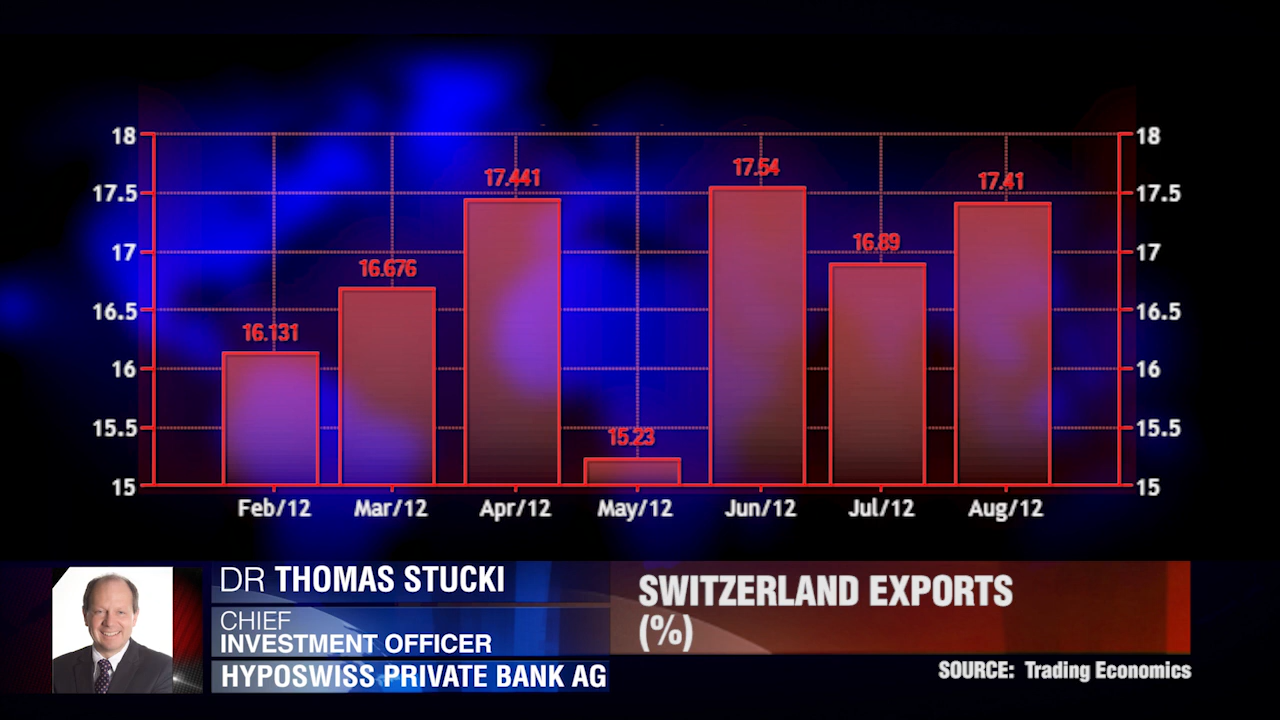 18 18
17.54
17.441 17.41
17.5 17.5
17 17
16.89
16.676
16.5 16.5
16.131
16 16
15.5 15.5
15.23
15 15
Feb/12 Mar/12 Apr/12 May/12 Jun/12 Jul/12 Aug/12
DR THOMAS STUCKI
CHIEF
INVESTMENT OFFICER
HYPOSWISS PRIVATE BANK AG
SWITZERLAND EXPORTS
(%)
SOURCE: Trading Economics